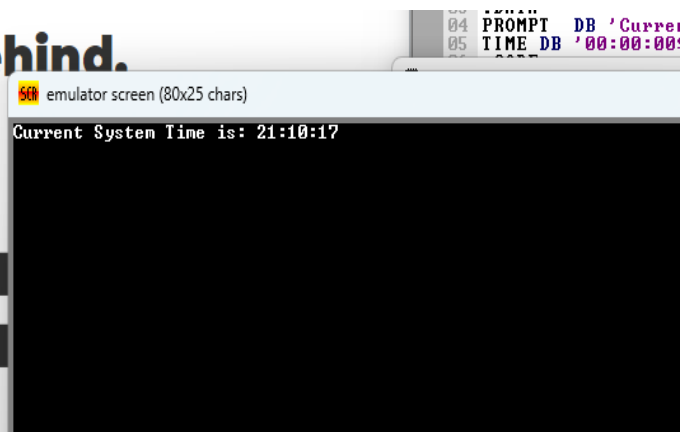 hind.
04 PROMPT DB 'Curre
05 TIME DB '00:00:00$
emulator screen (80x25 chars)
Current System Time is: 21:10:17